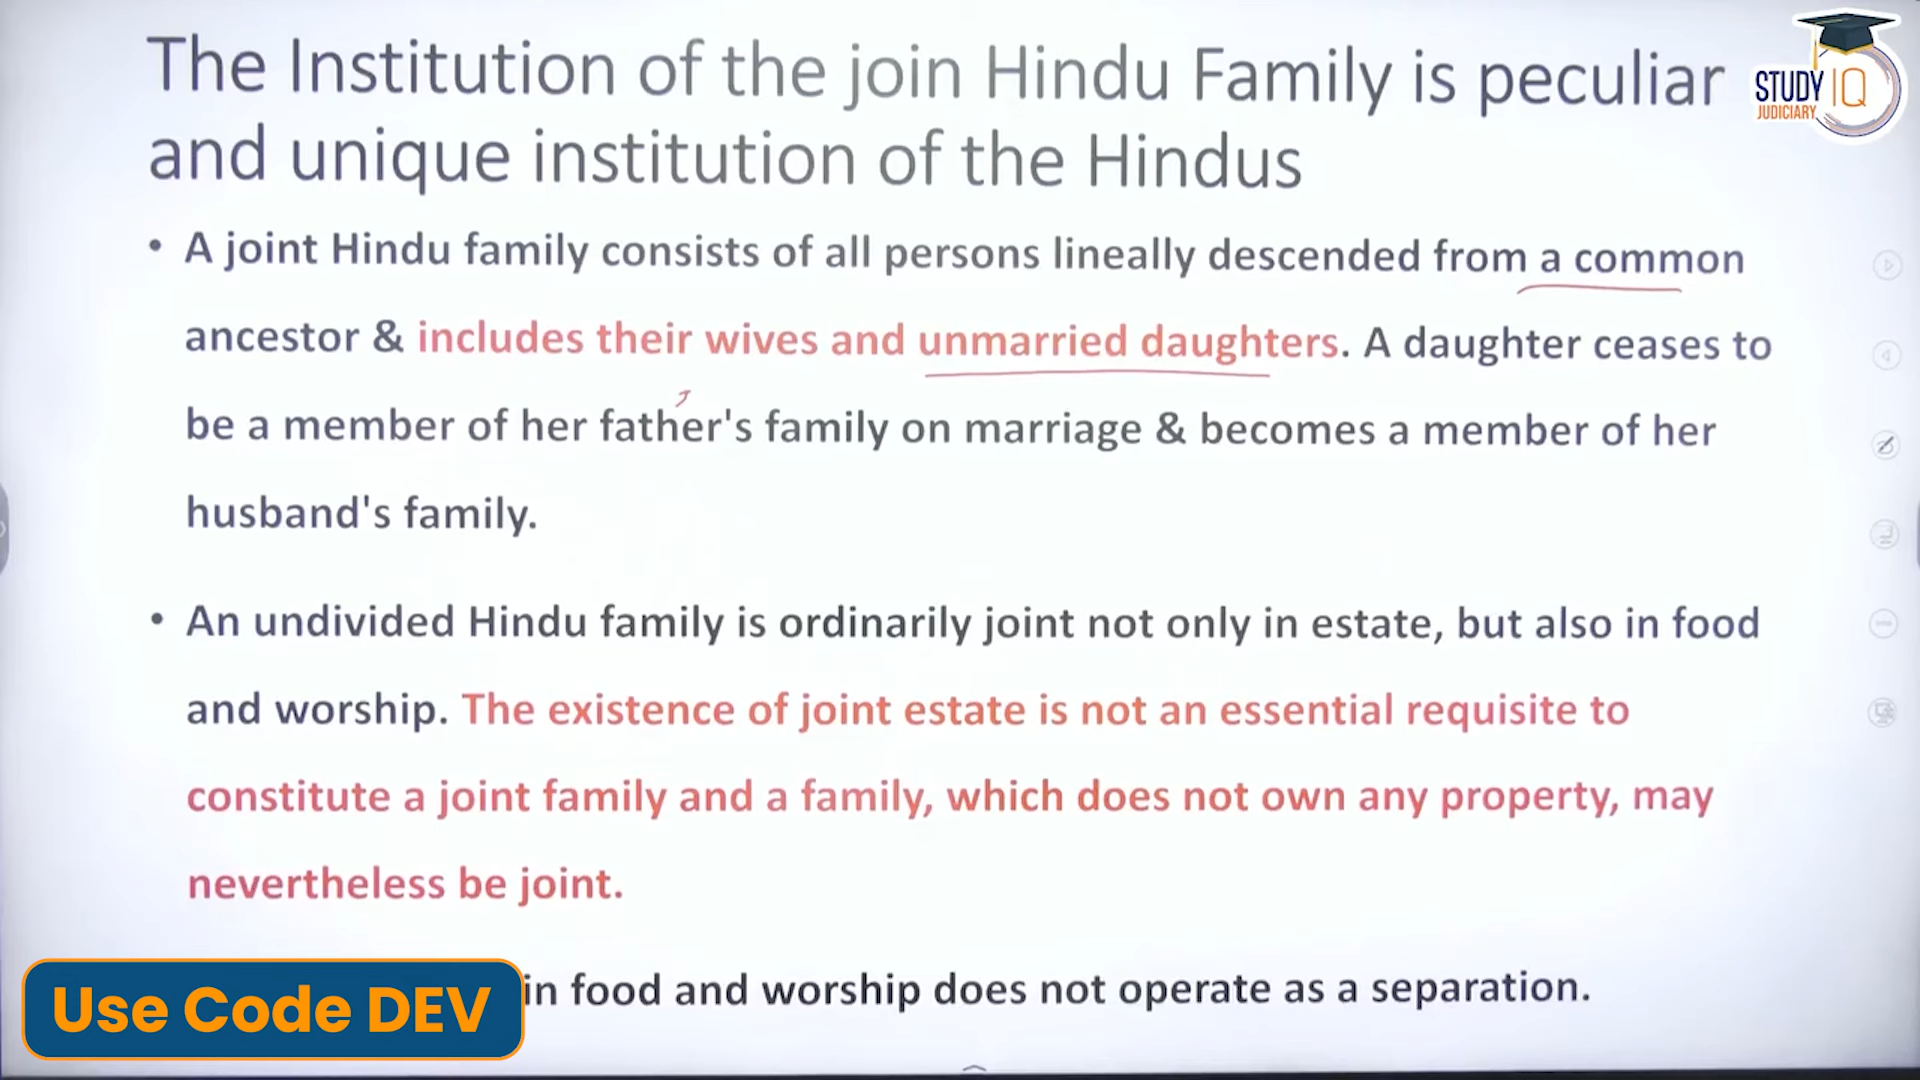 The Institution of the join Hindu Family is peculiar
and unique institution of the Hindus
STUDY IQ
JUDICIARY
• A joint Hindu family consists of all persons lineally descended from a common
ancestor & includes their wives and unmarried daughters. A daughter ceases to
be a member of her father's family on marriage & becomes a member of her
husband's family.
• An undivided Hindu family is ordinarily joint not only in estate, but also in food
and worship. The existence of joint estate is not an essential requisite to
constitute a joint family and a family, which does not own any property, may
nevertheless be joint.
in food and worship does not operate as a separation.
Use Code DEV